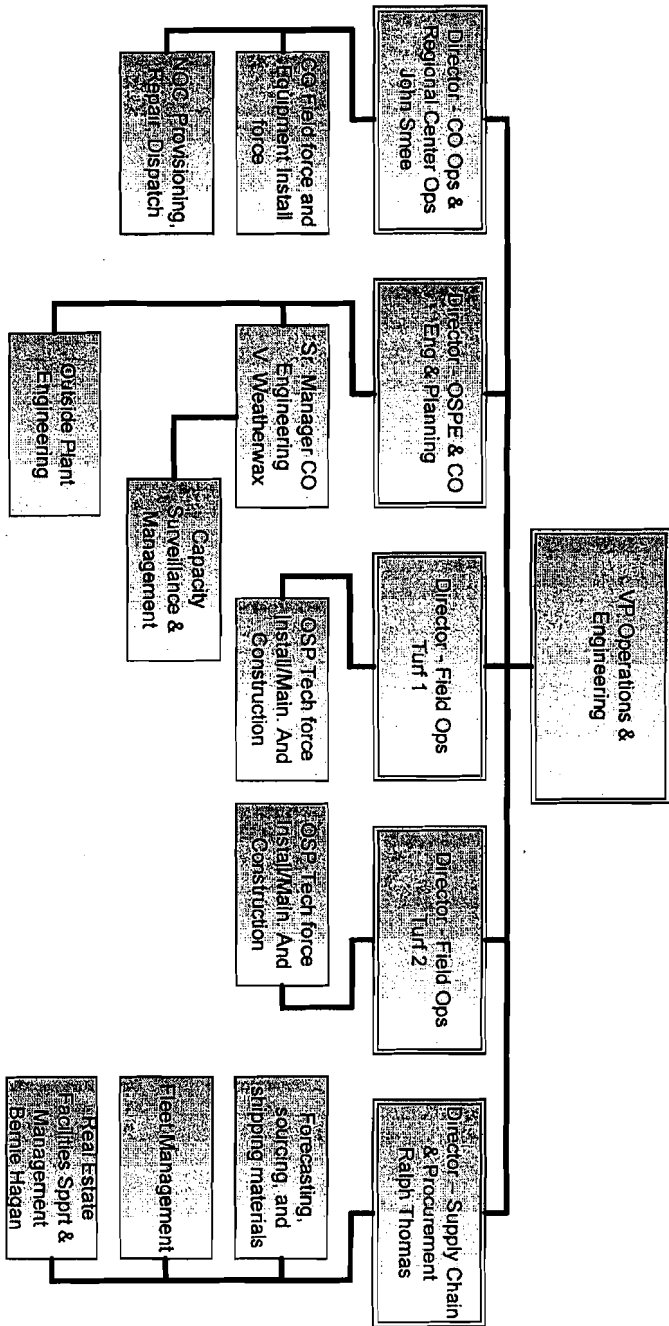 VP Operations &
Engineering
Director - CO Ops &
Regional Center Ops
John Smee
Director - OSPE & CO
Eng & Planning
Director - Field Ops
Turf 1
Director - Field Ops
Turf 2
Director - Supply Chain
& Procurement
Ralph Thomas
CO Field force and
Equipment Install
force
NOC, Provisioning,
Repair, Dispatch
Sr. Manager CO
Engineering
V. Weatherwax
Capacity
Surveillance &
Management
Outside Plant
Engineering
OSP Tech force
Install/Main. And
Construction
OSP Tech force
Install/Main. And
Construction
Forecasting,
sourcing, and
shipping materials
Fleet Management
Real Estate
Facilities Spprt &
Management
Bernie Hagan